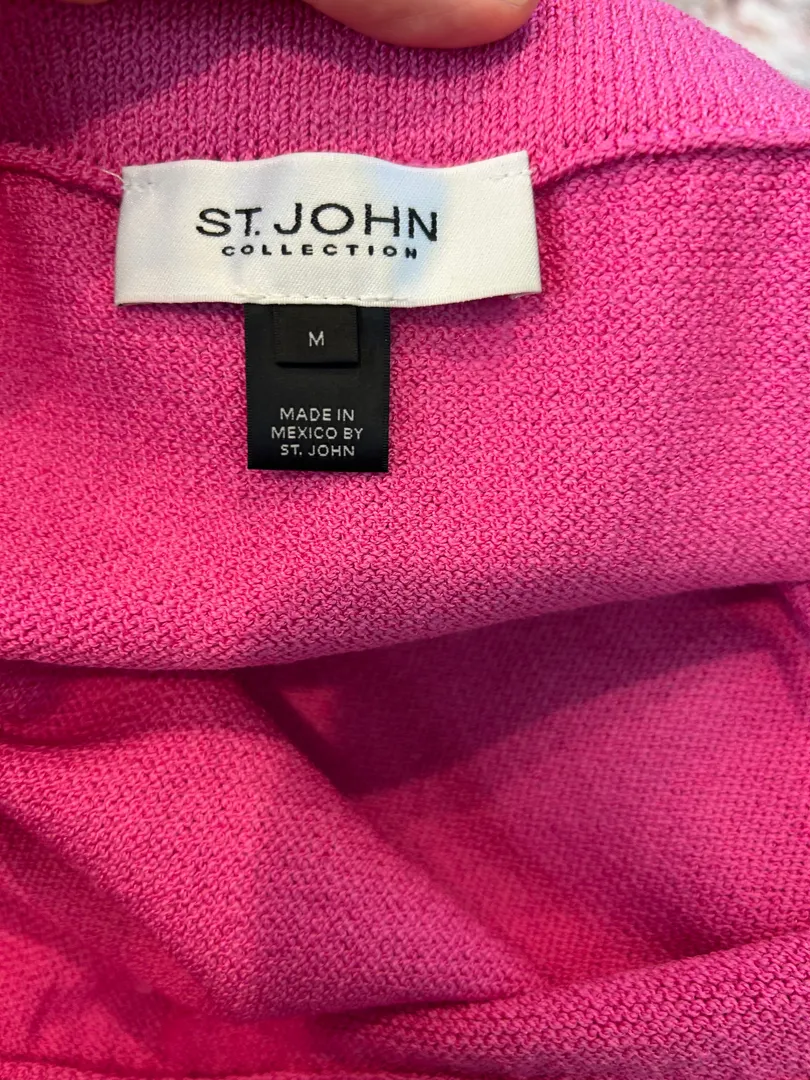 ST. JOHN
COLLECTION
M
MADE IN
MEXICO BY
ST. JOHN